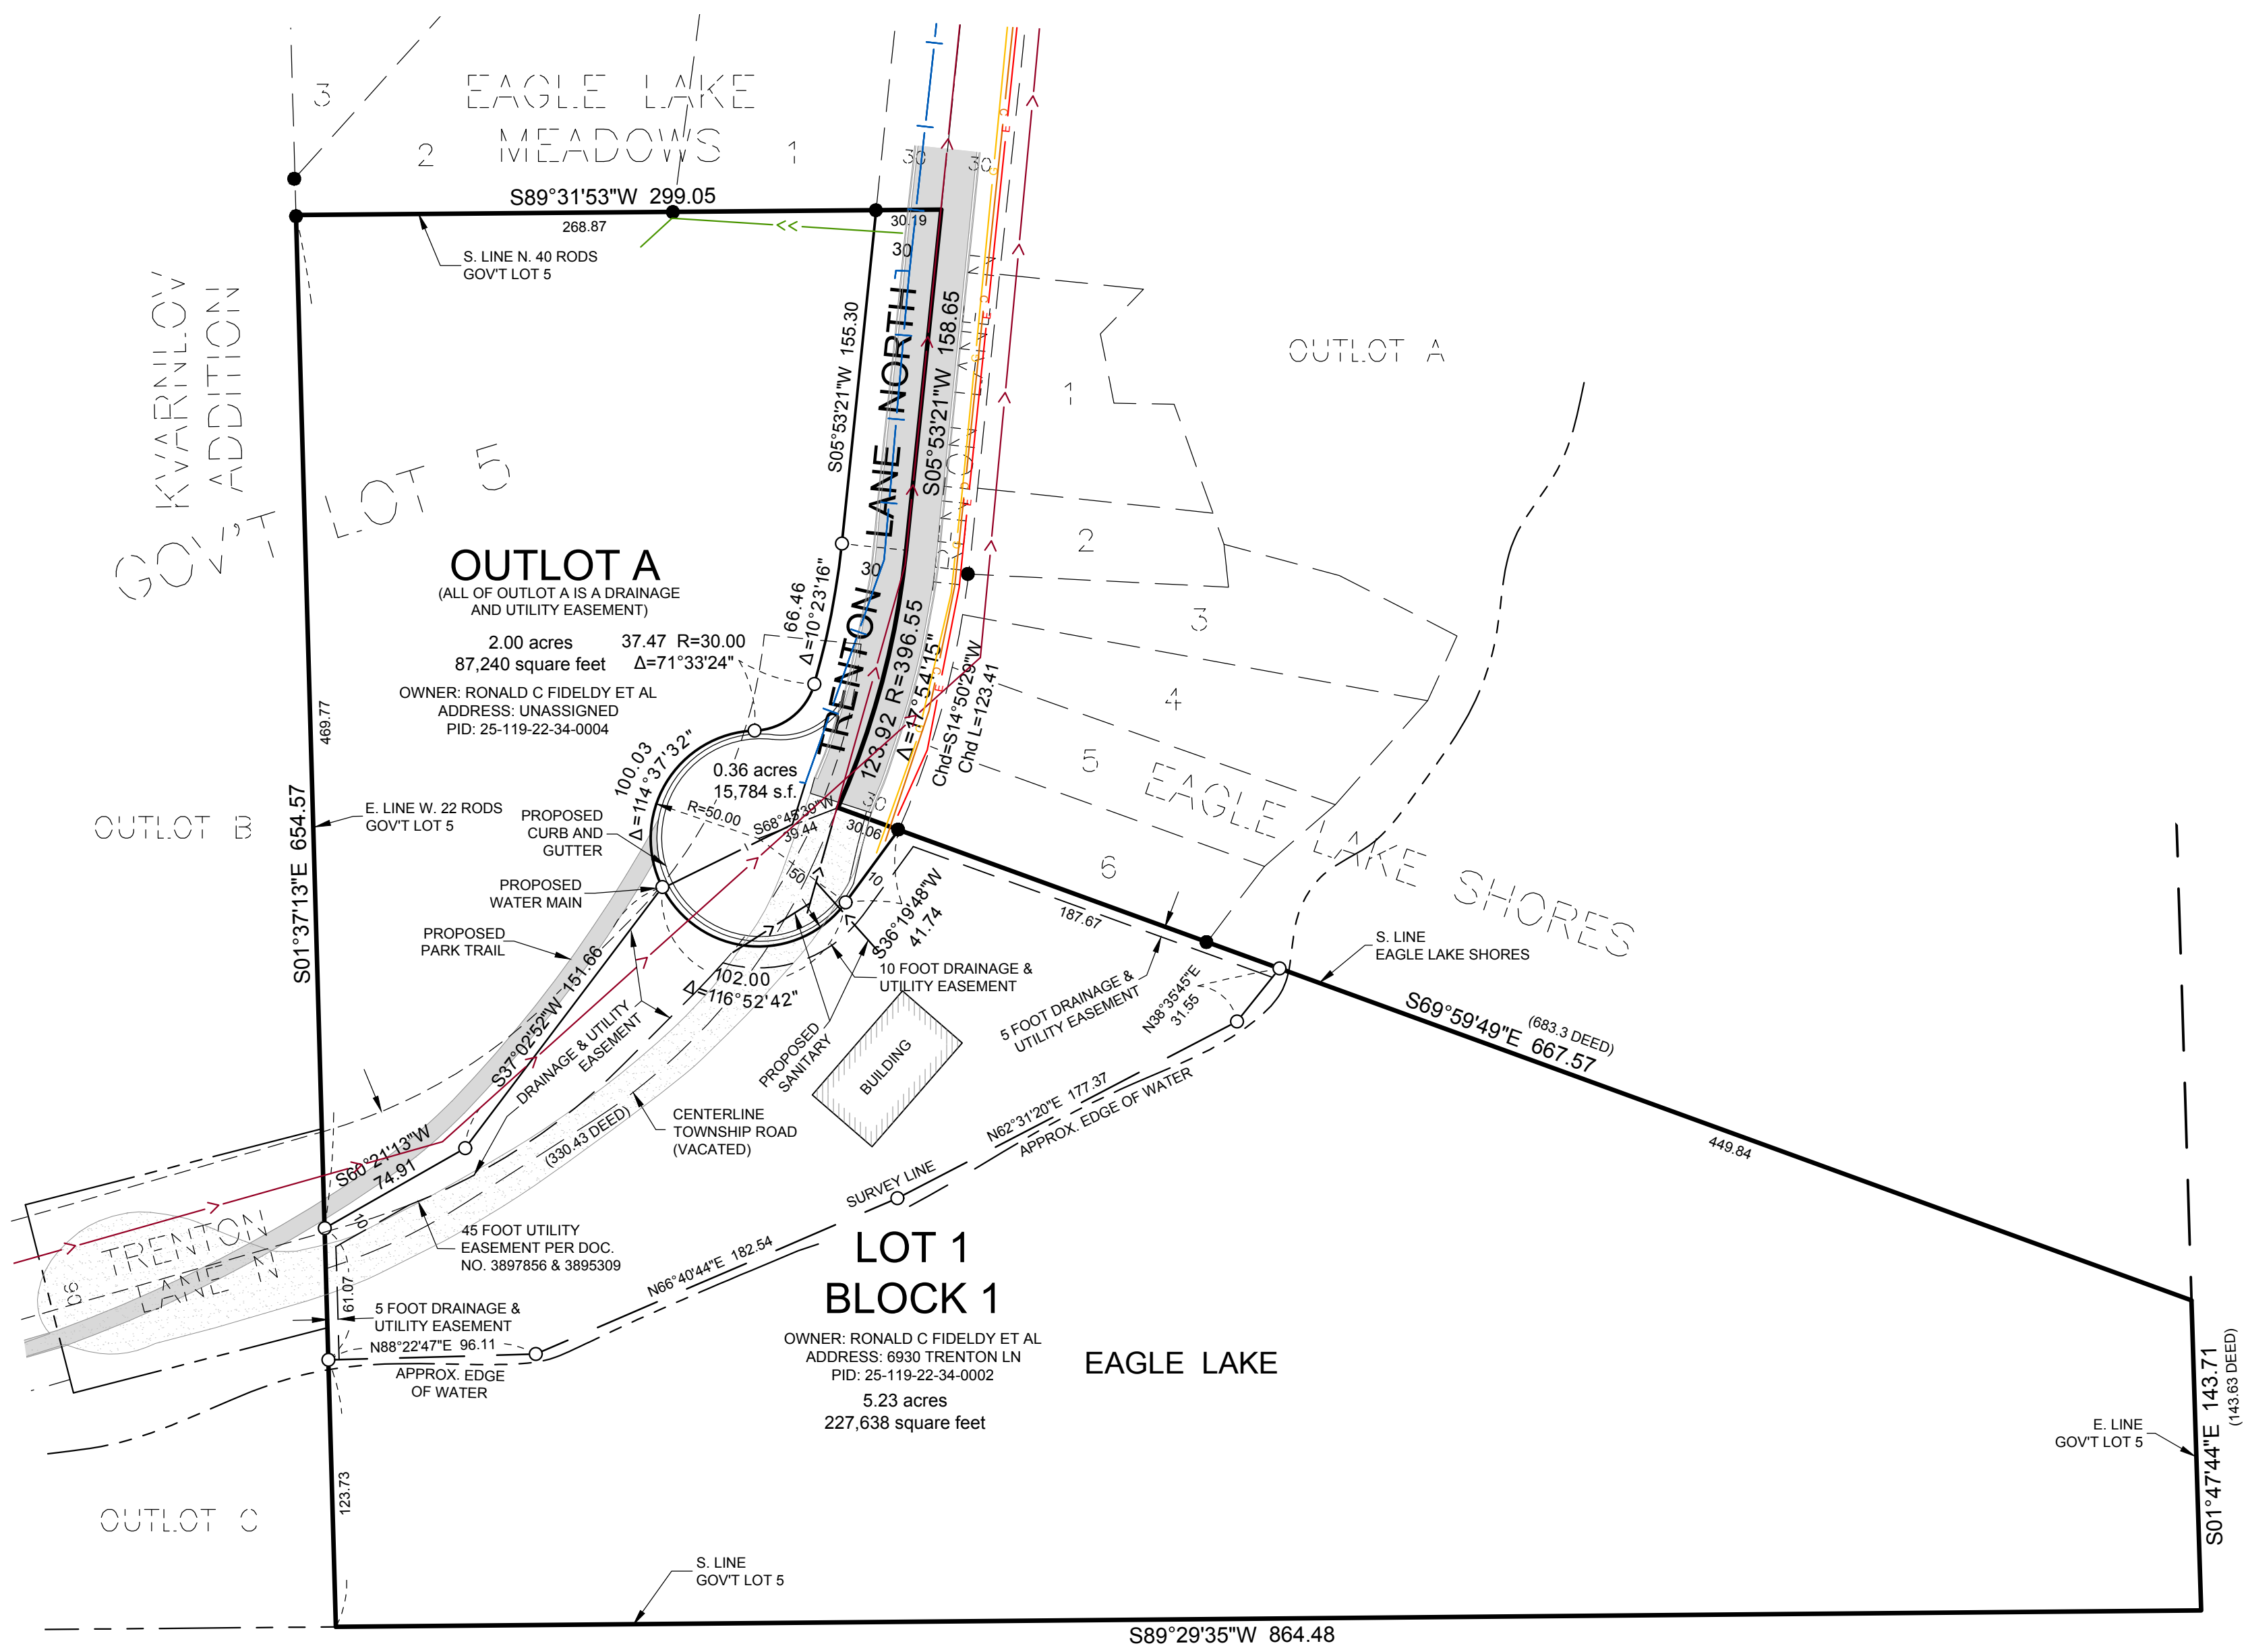 3
EAGLE LAKE
MEADOWS
2
1
30
30
S89°31'53"W 299.05
268.87
30.19
30
S. LINE N. 40 RODS
GOV'T LOT 5
KVARNLOV
ADDITION
GOV'T LOT 5
S05°53'21"W 155.30
TRENTON LANE NORTH
S05°53'21"W 158.65
OUTLOT A
1
2
3
4
5
6
EAGLE LAKE SHORES
OUTLOT A
(ALL OF OUTLOT A IS A DRAINAGE
AND UTILITY EASEMENT)
2.00 acres
87,240 square feet
37.47 R=30.00
Δ=71°33'24"
66.46
Δ=10°23'16"
30
OWNER: RONALD C FIDELDY ET AL
ADDRESS: UNASSIGNED
PID: 25-119-22-34-0004
123.92 R=396.55
Δ=17°54'15"
Chd=S14°50'29"W
Chd L=123.41
469.77
S01°37'13"E 654.57
E. LINE W. 22 RODS
GOV'T LOT 5
OUTLOT B
100.03
Δ=114°37'32"
0.36 acres
15,784 s.f.
R=50.00
S68°45'39"W
39.44
30
30.06
50
10
PROPOSED
CURB AND
GUTTER
PROPOSED
WATER MAIN
PROPOSED
PARK TRAIL
S36°19'48"W
41.74
187.67
102.00
Δ=116°52'42"
10 FOOT DRAINAGE &
UTILITY EASEMENT
5 FOOT DRAINAGE &
UTILITY EASEMENT
N38°35'45"E
31.55
S. LINE
EAGLE LAKE SHORES
S69°59'49"E 667.57
(683.3 DEED)
449.84
S37°02'52"W 151.66
DRAINAGE & UTILITY
EASEMENT
PROPOSED
SANITARY
BUILDING
CENTERLINE
TOWNSHIP ROAD
(VACATED)
(330.43 DEED)
N62°31'20"E 177.37
APPROX. EDGE OF WATER
SURVEY LINE
S60°21'13"W
74.91
10
TRENTON
LANE N
45 FOOT UTILITY
EASEMENT PER DOC.
NO. 3897856 & 3895309
61.07
5 FOOT DRAINAGE &
UTILITY EASEMENT
N88°22'47"E 96.11
APPROX. EDGE
OF WATER
N66°40'44"E 182.54
LOT 1
BLOCK 1
OWNER: RONALD C FIDELDY ET AL
ADDRESS: 6930 TRENTON LN
PID: 25-119-22-34-0002
5.23 acres
227,638 square feet
EAGLE LAKE
E. LINE
GOV'T LOT 5
S01°47'44"E 143.71
(143.63 DEED)
123.73
OUTLOT C
S. LINE
GOV'T LOT 5
S89°29'35"W 864.48